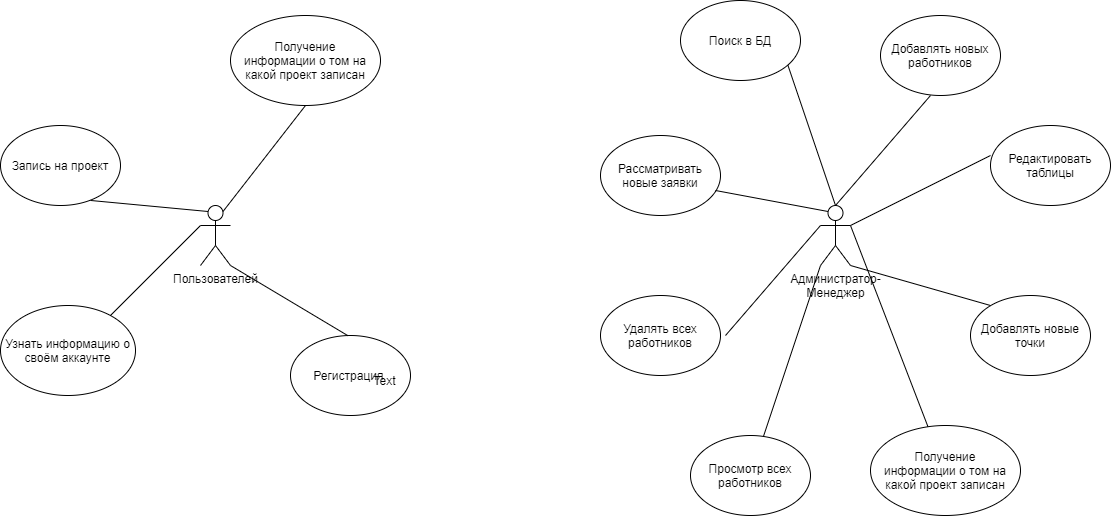 Получение
информации о том на
какой проект записан
Запись на проект
Пользователей
Узнать информацию о
своём аккаунте
Регистрация
Text
Поиск в БД
Добавлять новых
работников
Рассматривать
новые заявки
Редактировать
таблицы
Администратор-
Менеджер
Удалять всех
работников
Добавлять новые
точки
Просмотр всех
работников
Получение
информации о том на
какой проект записан